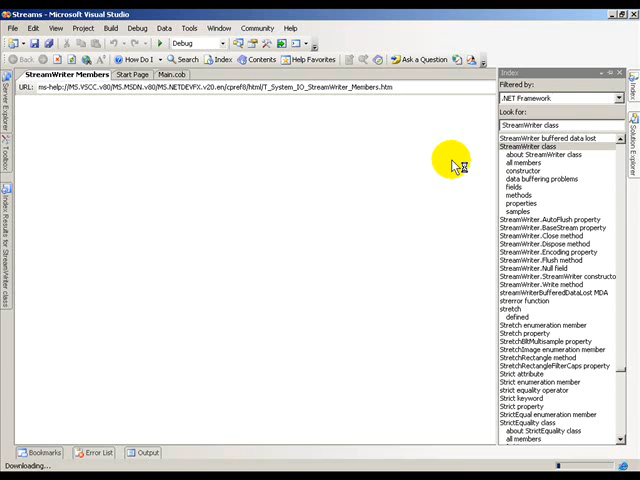 Streams - Microsoft Visual Studio
File Edit View Project Build Debug Data Tools Window Community Help
Debug
Back How Do I Search Index Help Favorites Ask a Question
StreamWriter Members Start Page Main.cob
URL: ms-help://MS.VSCC.v80/MS.MSDN.v80/MS.NETDEVFX.v20.en/cpref8/html/T_System_IO_StreamWriter_Members.htm
Server Explorer
Toolbox
Index Results for StreamWriter class
Index
Filtered by:
.NET Framework
Look for:
StreamWriter class
StreamWriter buffered data lost
StreamWriter class
about StreamWriter class
all members
constructor
data buffering problems
fields
methods
properties
samples
StreamWriter.AutoFlush property
StreamWriter.BaseStream property
StreamWriter.Close method
StreamWriter.Dispose method
StreamWriter.Encoding property
StreamWriter.Flush method
StreamWriter.Null field
StreamWriter.StreamWriter constructo
StreamWriter.Write method
streamWriterBufferedDataLost MDA
strerror function
stretch
defined
Stretch enumeration member
Stretch property
StretchBltMultisample property
StretchImage enumeration member
StretchRectangle method
StretchRectangleFilterCaps property
Strict attribute
Strict enumeration member
strict equality operator
Strict keyword
Strict property
StrictEqual enumeration member
StrictEquality class
about StrictEquality class
all members
Index
Solution Explorer
Bookmarks Error List Output
Downloading...